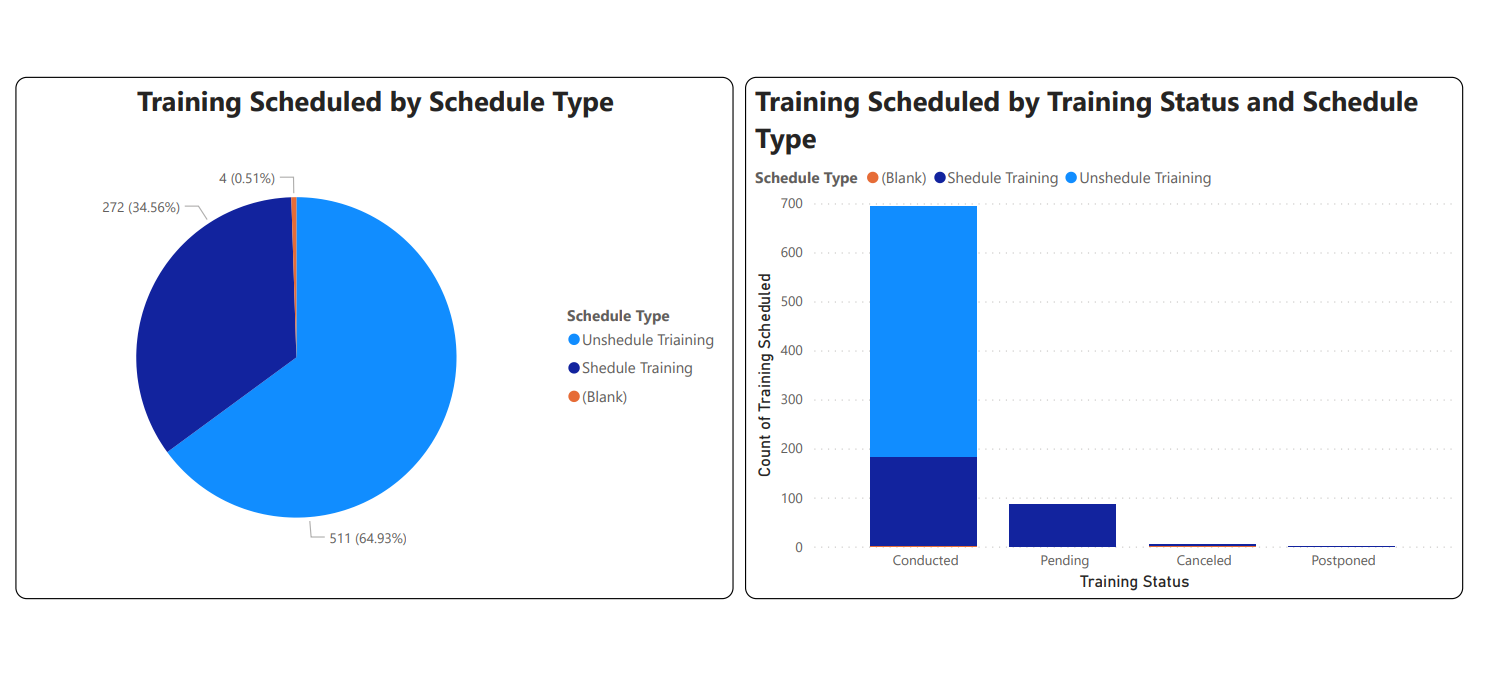 Training Scheduled by Schedule Type
4 (0.51%)
272 (34.56%)
511 (64.93%)
Schedule Type
Unshedule Triaining
Shedule Training
(Blank)
Training Scheduled by Training Status and Schedule
Type
Schedule Type (Blank) Shedule Training Unshedule Triaining
Count of Training Scheduled
700
600
500
400
300
200
100
0
Conducted Pending Canceled Postponed
Training Status